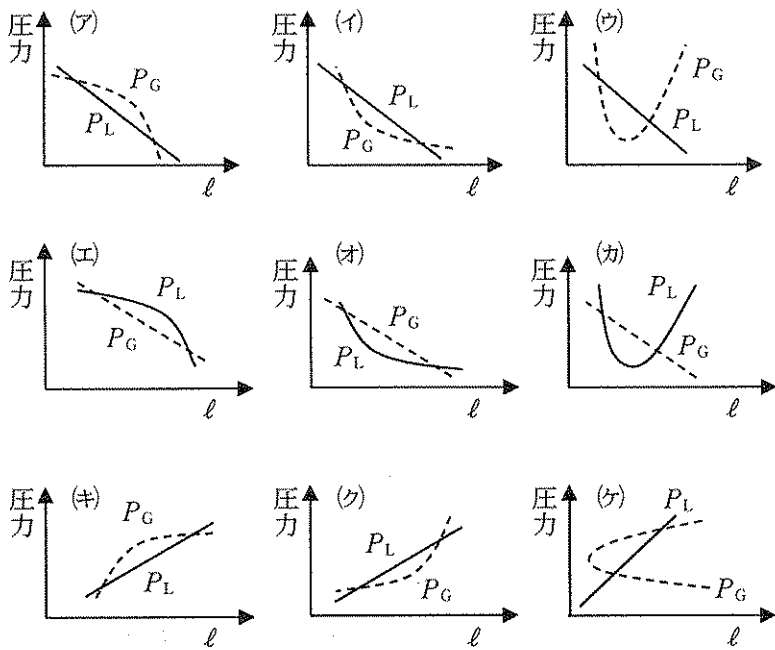 (ア)
圧力
P_G
P_L
ℓ
(イ)
圧力
P_L
P_G
ℓ
(ウ)
圧力
P_G
P_L
ℓ
(エ)
圧力
P_L
P_G
ℓ
(オ)
圧力
P_G
P_L
ℓ
(カ)
圧力
P_L
P_G
ℓ
(キ)
圧力
P_G
P_L
ℓ
(ク)
圧力
P_L
P_G
ℓ
(ケ)
圧力
P_L
P_G
ℓ